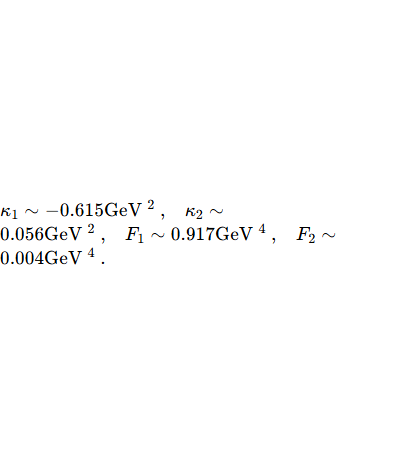 κ₁ ∼ −0.615GeV ² , κ₂ ∼
0.056GeV ² , F₁ ∼ 0.917GeV ⁴ , F₂ ∼
0.004GeV ⁴ .